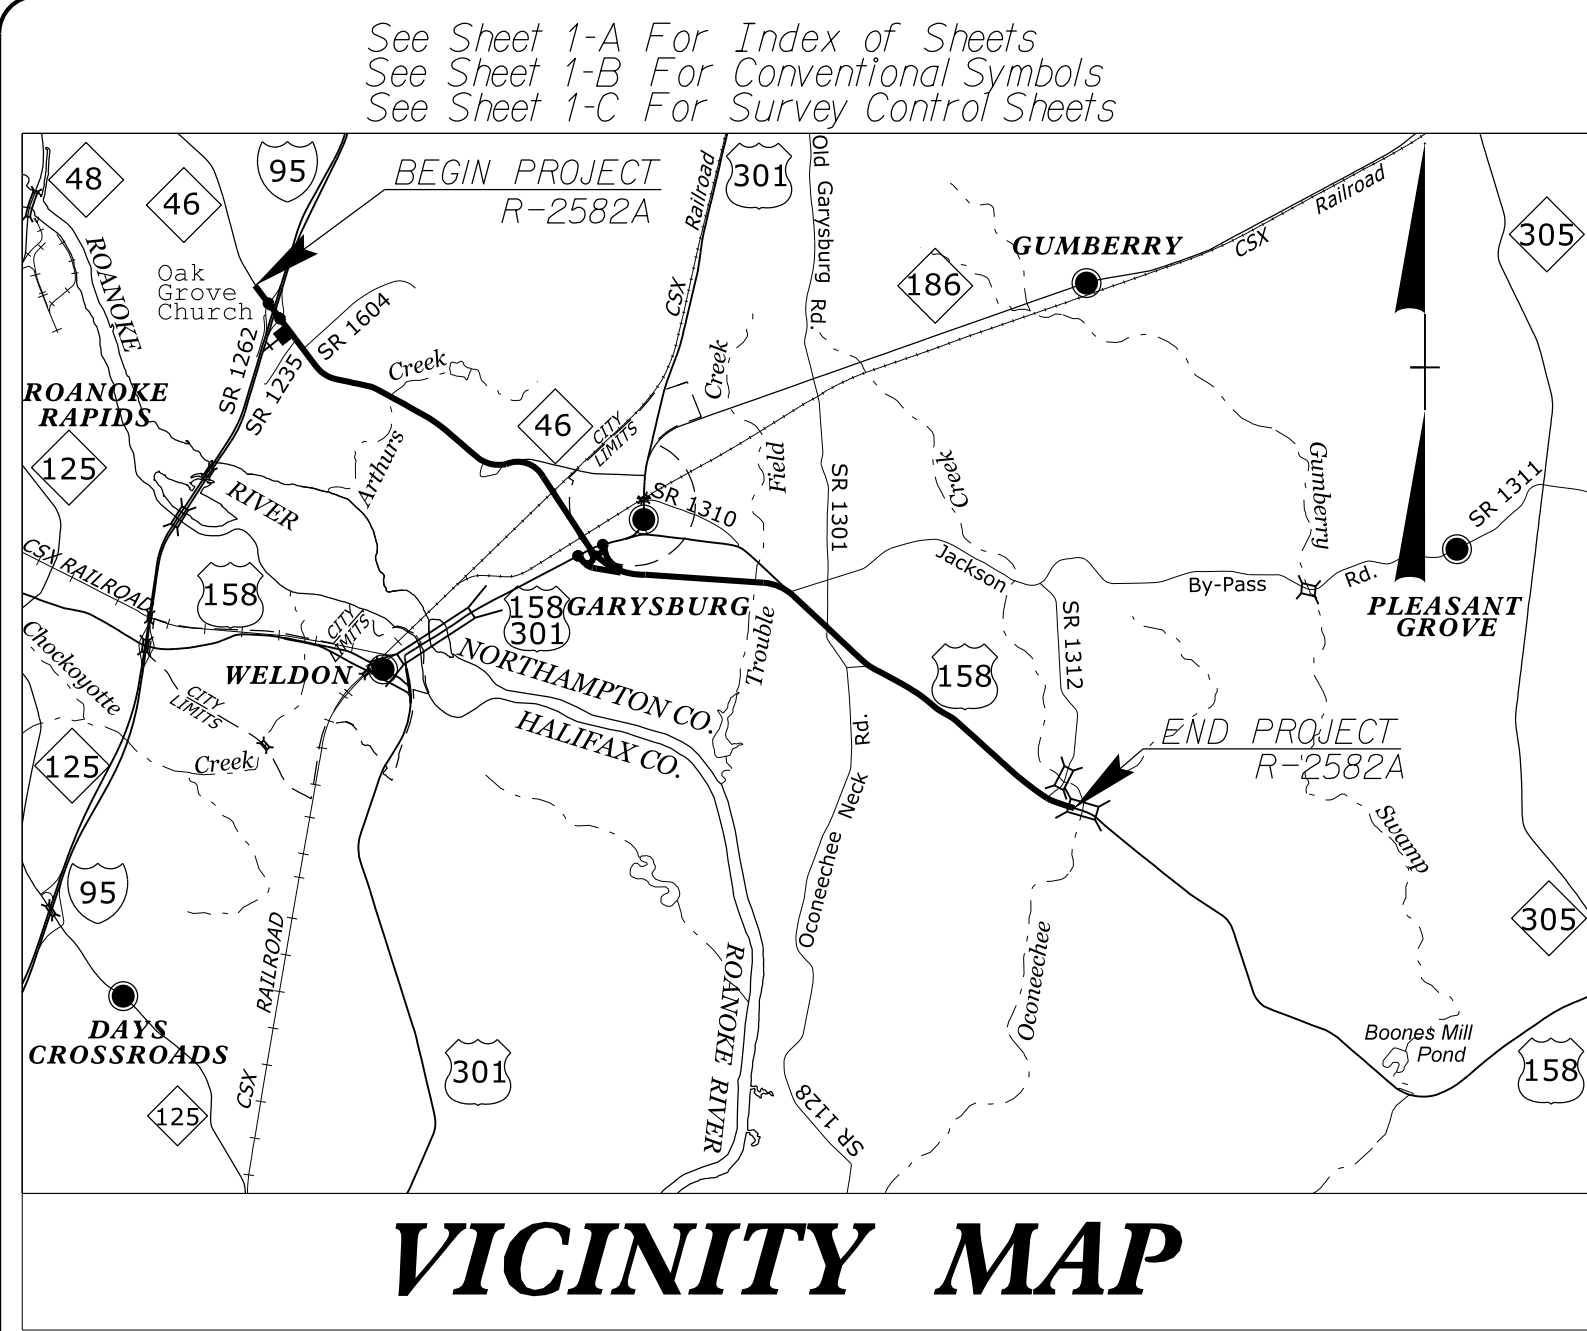 See Sheet 1-A For Index of Sheets
See Sheet 1-B For Conventional Symbols
See Sheet 1-C For Survey Control Sheets
48
46
95
BEGIN PROJECT
R-2582A
Railroad
CSX
301
Old Garysburg Rd.
186
GUMBERRY
CSX
Railroad
305
ROANOKE
Oak
Grove
Church
SR 1262
SR 1235
SR 1604
Creek
Arthurs
ROANOKE
RAPIDS
125
RIVER
46
CITY
LIMITS
Creek
Field
Trouble
SR 1310
SR 1301
Creek
Gumberry
SR 1311
CSX RAILROAD
158
CITY
LIMITS
158
301
GARYSBURG
Jackson
By-Pass
Rd.
PLEASANT
GROVE
SR 1312
Chockoyotte
WELDON
CITY
LIMITS
Creek
NORTHAMPTON CO.
HALIFAX CO.
158
END PROJECT
R-2582A
125
Oconeechee Neck Rd.
Swamp
95
305
RAILROAD
CSX
ROANOKE RIVER
Oconeechee
DAYS
CROSSROADS
125
301
SR 1128
Boones Mill
Pond
158
VICINITY MAP